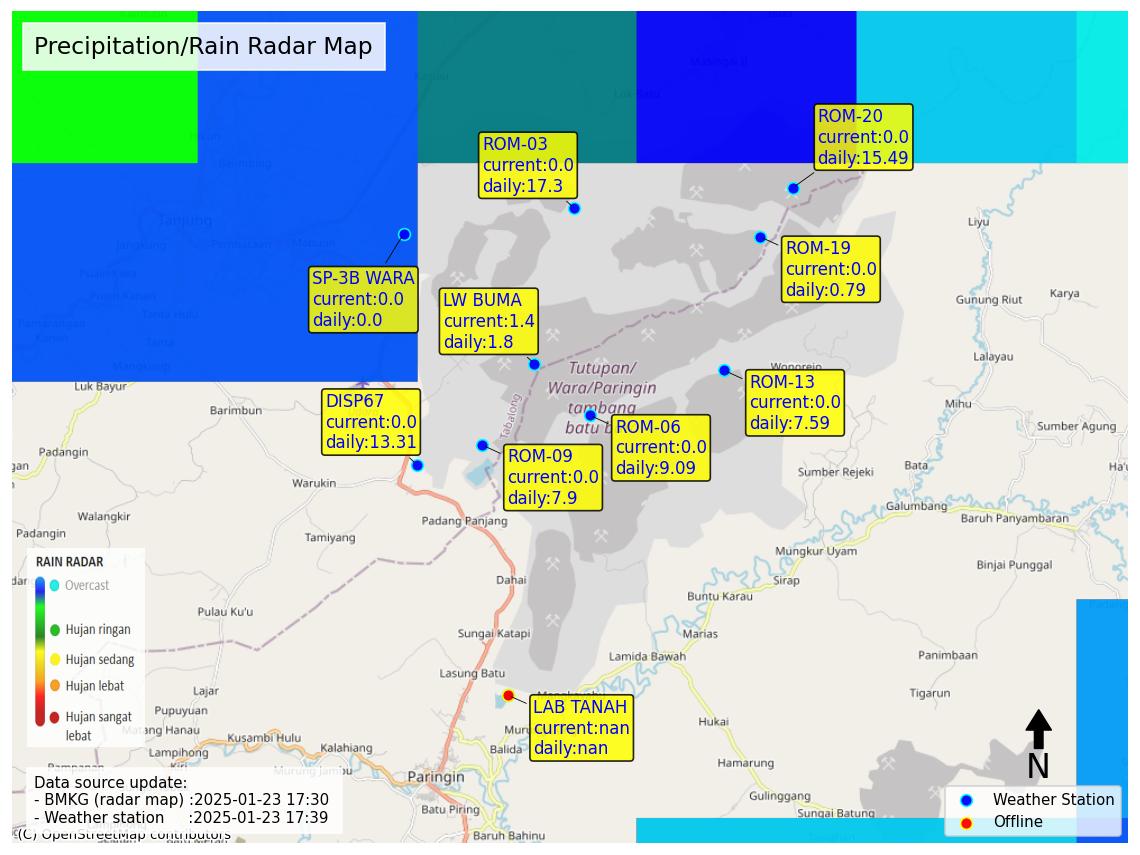 Precipitation/Rain Radar Map
ROM-20
current:0.0
daily:15.49
ROM-03
current:0.0
daily:17.3
ROM-19
current:0.0
daily:0.79
SP-3B WARA
current:0.0
daily:0.0
LW BUMA
current:1.4
daily:1.8
ROM-13
current:0.0
daily:7.59
DISP67
current:0.0
daily:13.31
ROM-06
current:0.0
daily:9.09
ROM-09
current:0.0
daily:7.9
LAB TANAH
current:nan
daily:nan
Tanjung
Liyu
Karya
Gunung Riut
Lalayau
Wonorejo
Tutupan/
Wara/Paringin
tambang
batu
Tabalong
Luk Bayur
Barimbun
Mihu
Sumber Agung
Padangin
Warukin
Sumber Rejeki
Bata
Galumbang
Baruh Panyambaran
Walangkir
Padangin
Tamiyang
Padang Panjang
Mungkur Uyam
Binjai Punggal
Dahai
Sirap
Buntu Karau
Pulau Ku'u
Sungai Katapi
Marias
Lamida Bawah
Panimbaan
Lasung Batu
Tigarun
Lajar
Pupuyuan
Matang Hanau
Hukai
Kusambi Hulu
Kalahiang
Lampihong
Balida
Hamarung
Murung Jambu
Paringin
Gulinggang
Batu Piring
Sungai Batung
Baruh Bahinu
RAIN RADAR
Overcast
Hujan ringan
Hujan sedang
Hujan lebat
Hujan sangat
lebat
N
Data source update:
- BMKG (radar map) :2025-01-23 17:30
- Weather station :2025-01-23 17:39
(C) OpenStreetMap contributors
Weather Station
Offline